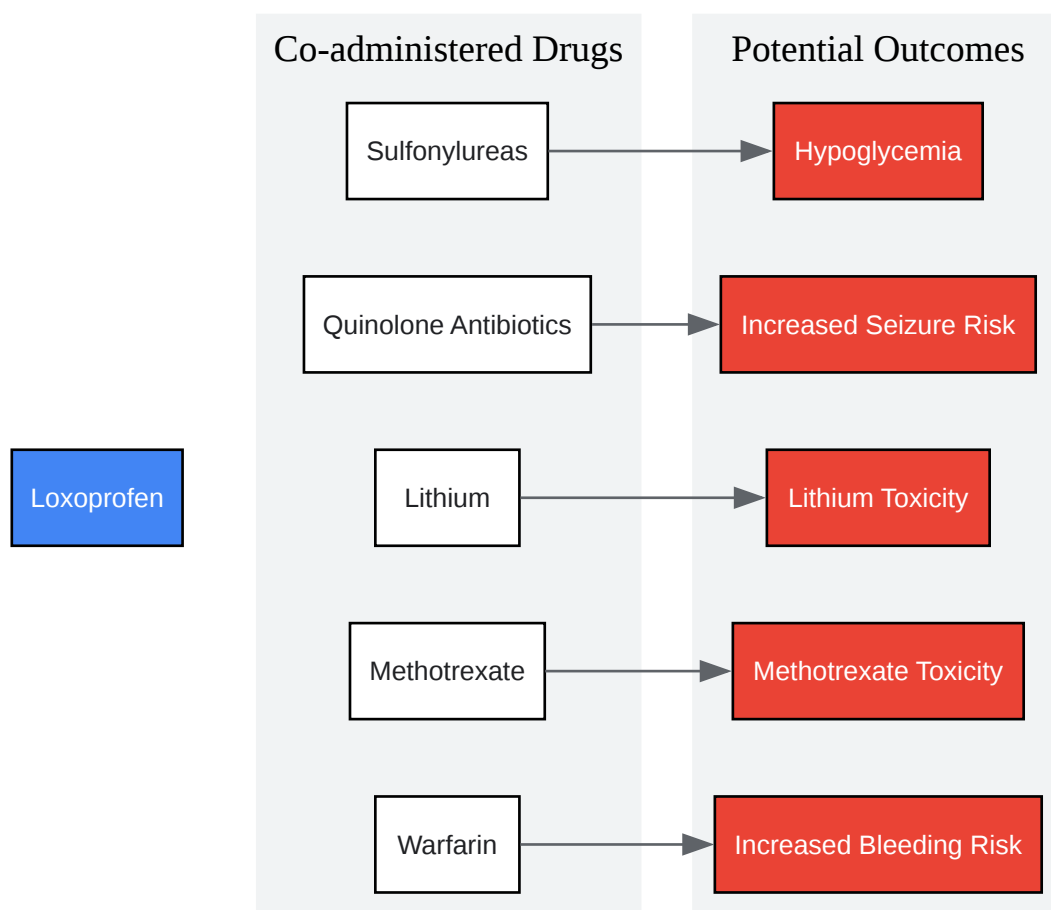 Co-administered Drugs
Potential Outcomes
Sulfonylureas
Hypoglycemia
Quinolone Antibiotics
Increased Seizure Risk
Loxoprofen
Lithium
Lithium Toxicity
Methotrexate
Methotrexate Toxicity
Warfarin
Increased Bleeding Risk